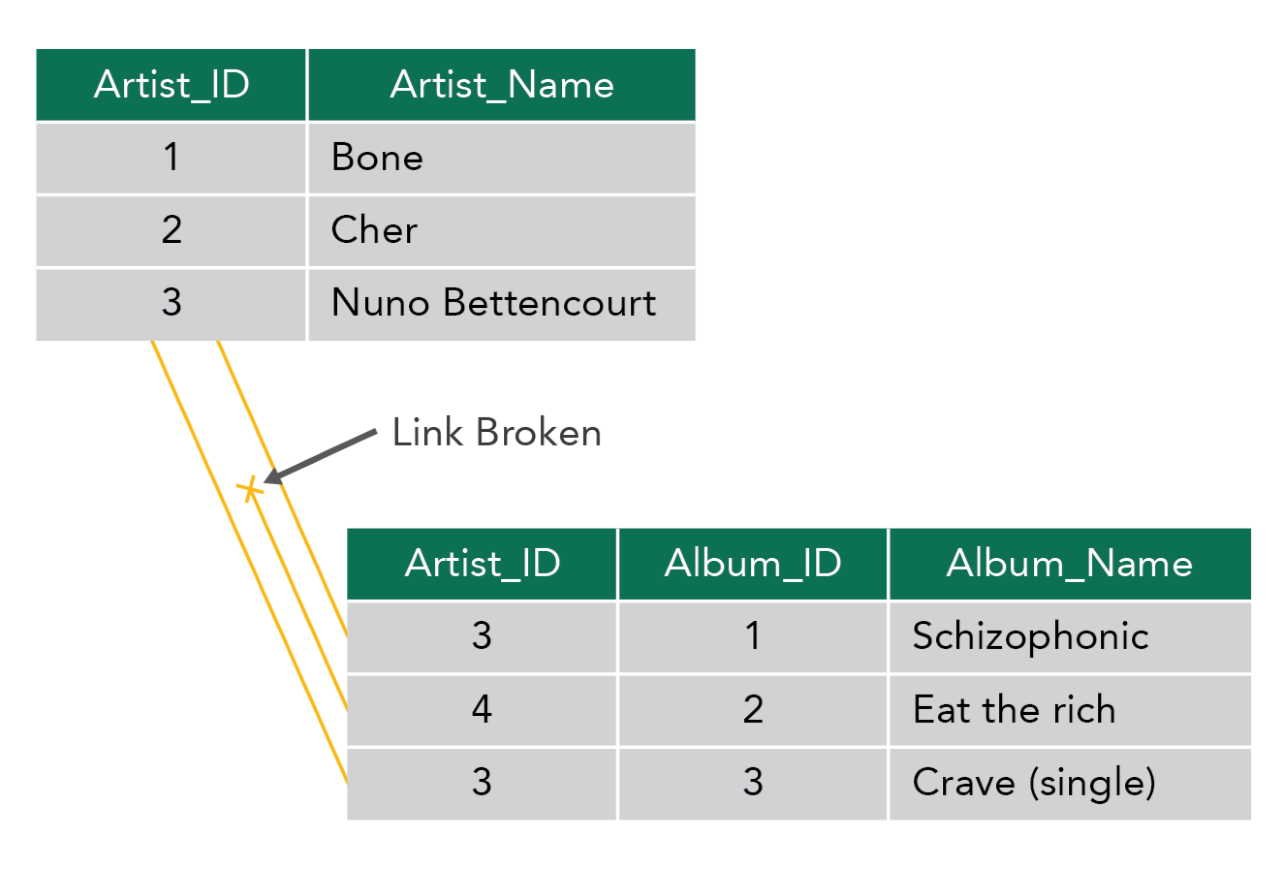 Artist_ID Artist_Name
1 Bone
2 Cher
3 Nuno Bettencourt
Link Broken
Artist_ID Album_ID Album_Name
3 1 Schizophonic
4 2 Eat the rich
3 3 Crave (single)